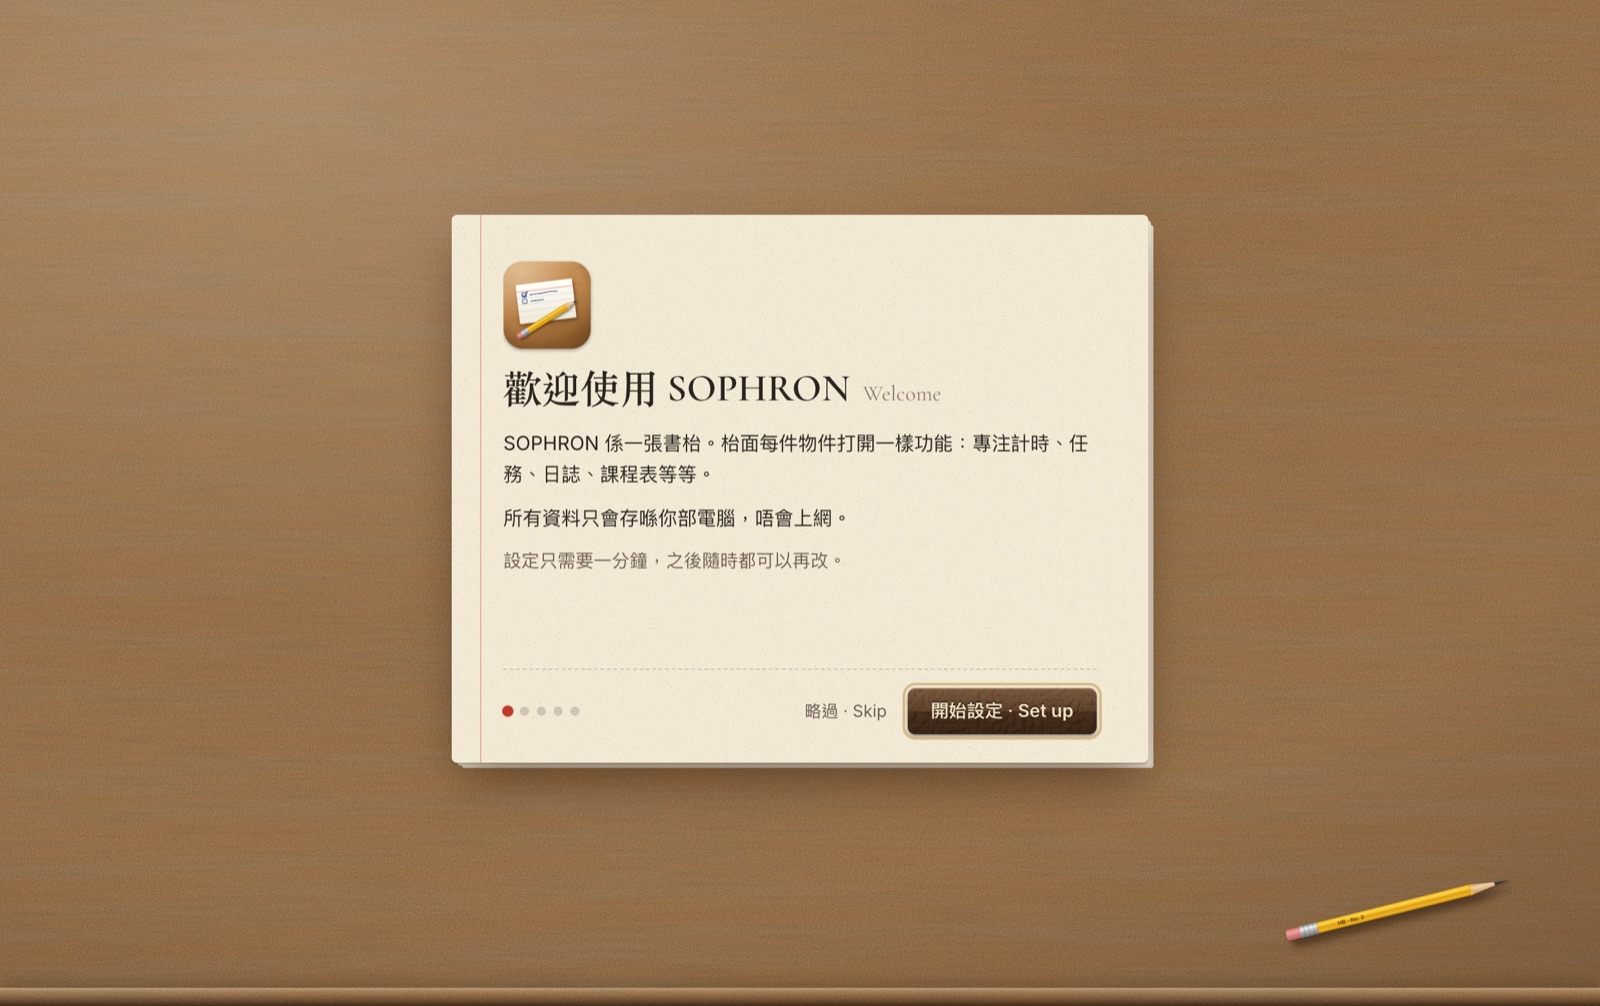 歡迎使用 SOPHRON Welcome
SOPHRON 係一張書枱。枱面每件物件打開一樣功能：專注計時、任
務、日誌、課程表等等。
所有資料只會存喺你部電腦，唔會上網。
設定只需要一分鐘，之後隨時都可以再改。
略過 · Skip
開始設定 · Set up